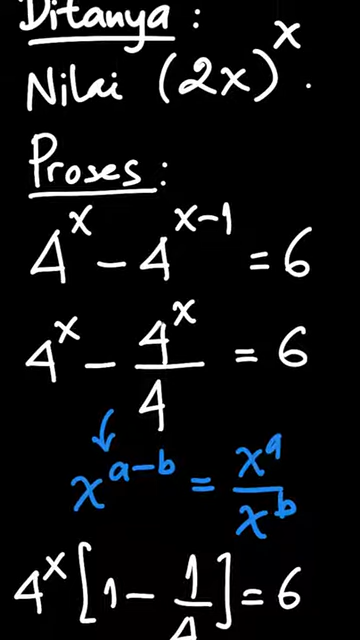 Ditanya :
Nilai (2x)^x .
Proses :
4^x - 4^(x-1) = 6
4^x - 4^x/4 = 6
x^(a-b) = x^a/x^b
4^x [1 - 1/4] = 6